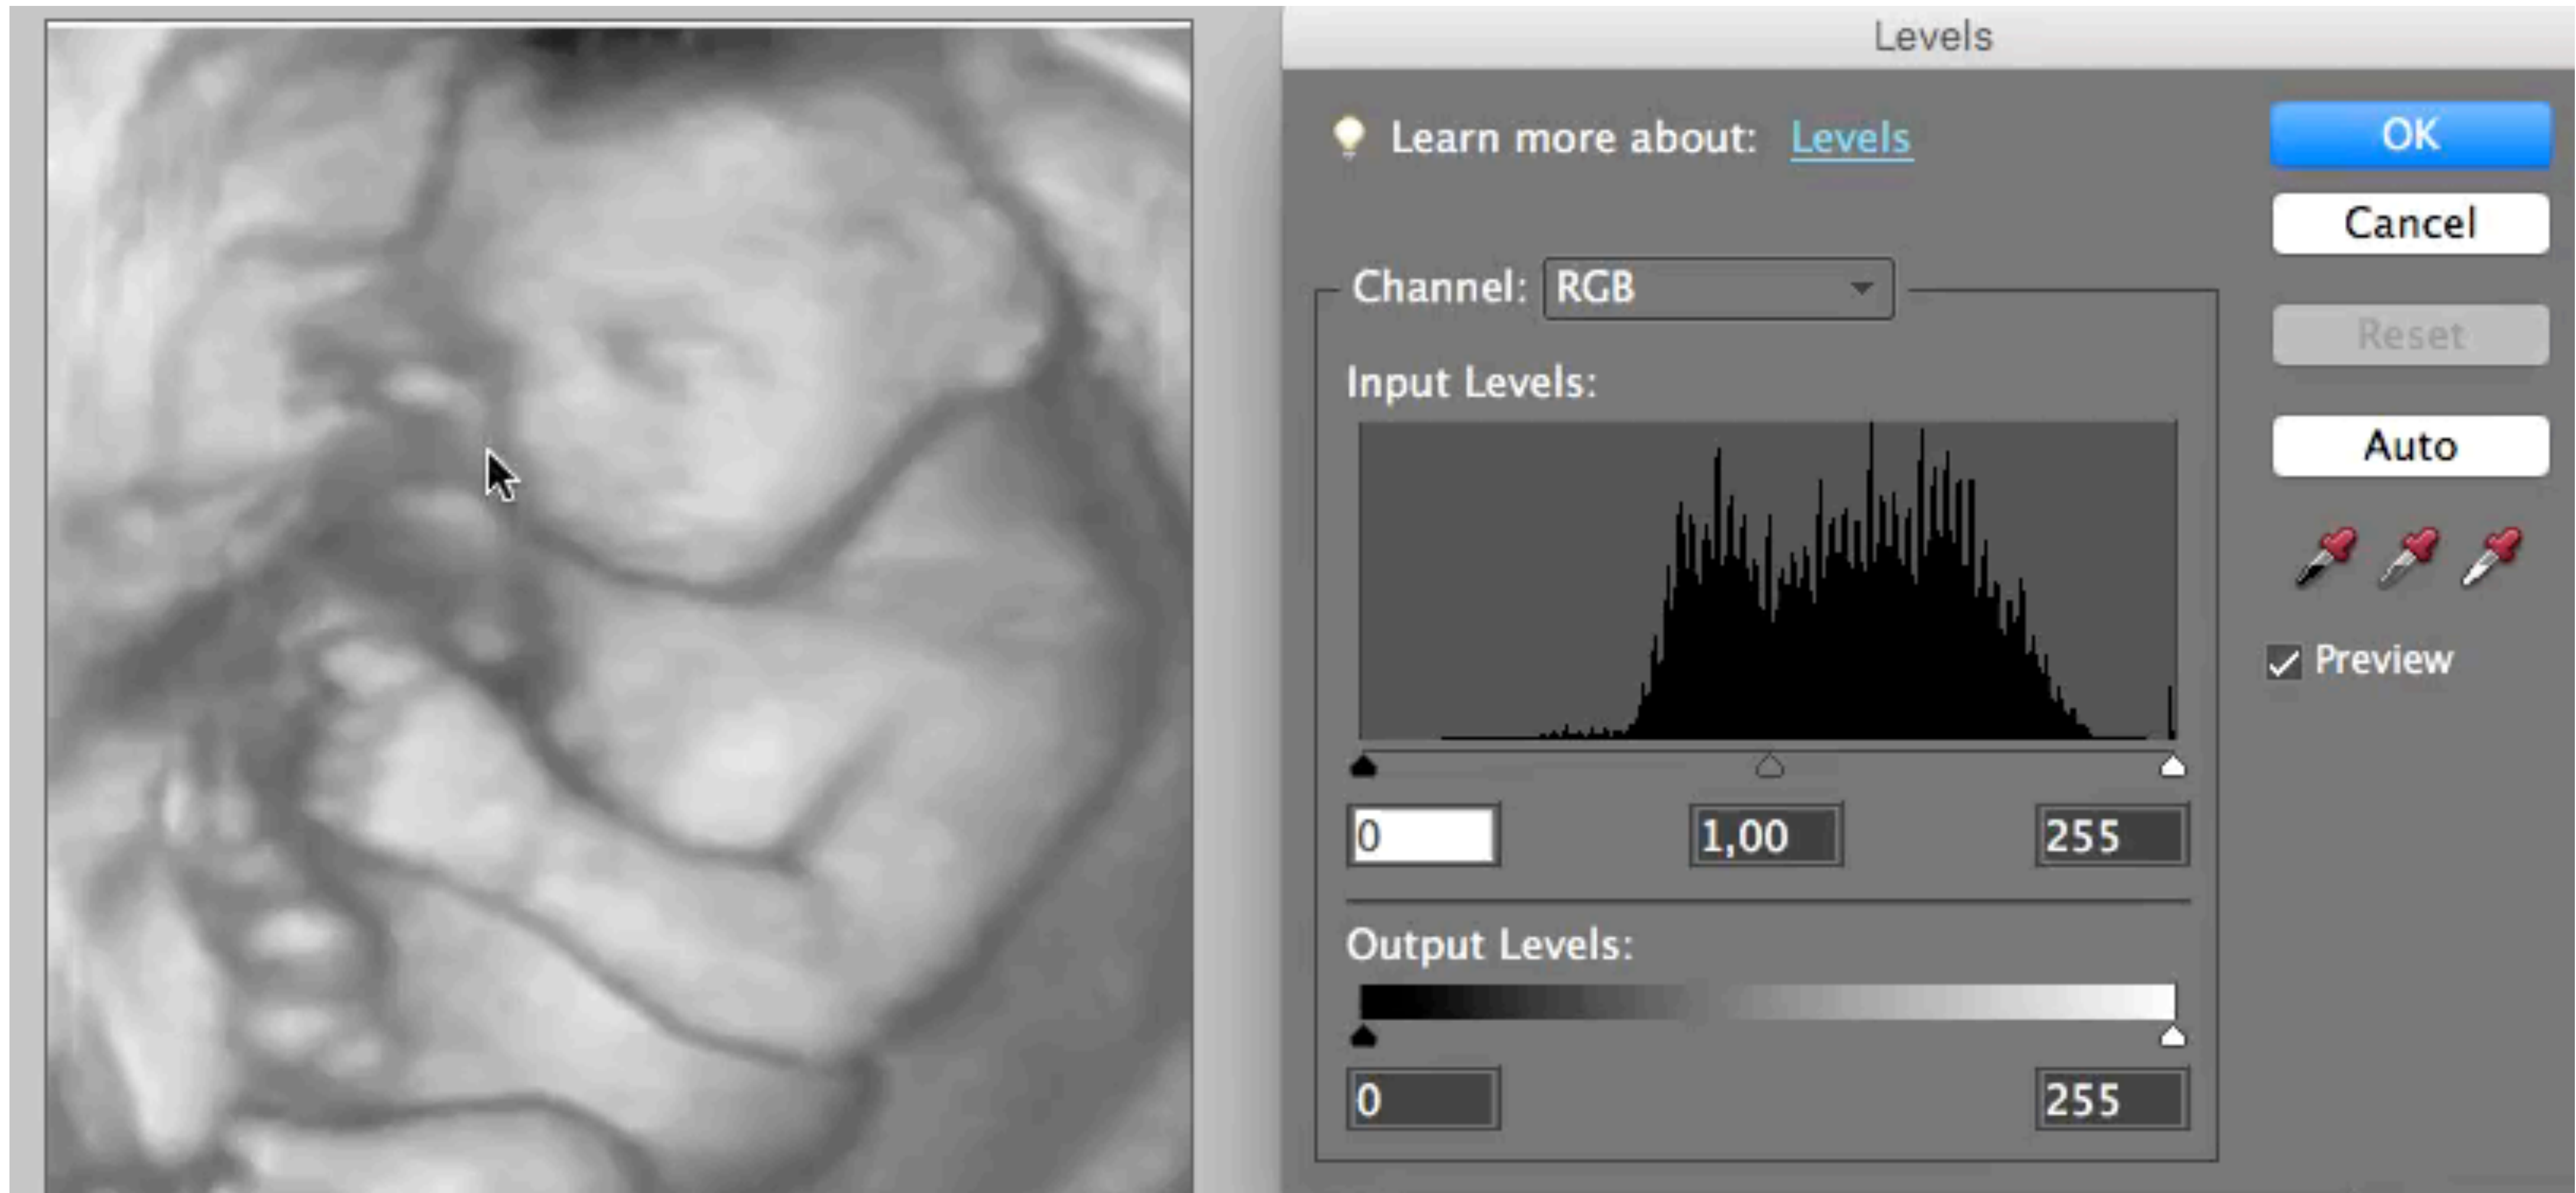 Levels
Learn more about: Levels
OK
Cancel
Channel: RGB
Reset
Input Levels:
Auto
Preview
0 1,00 255
Output Levels:
0 255